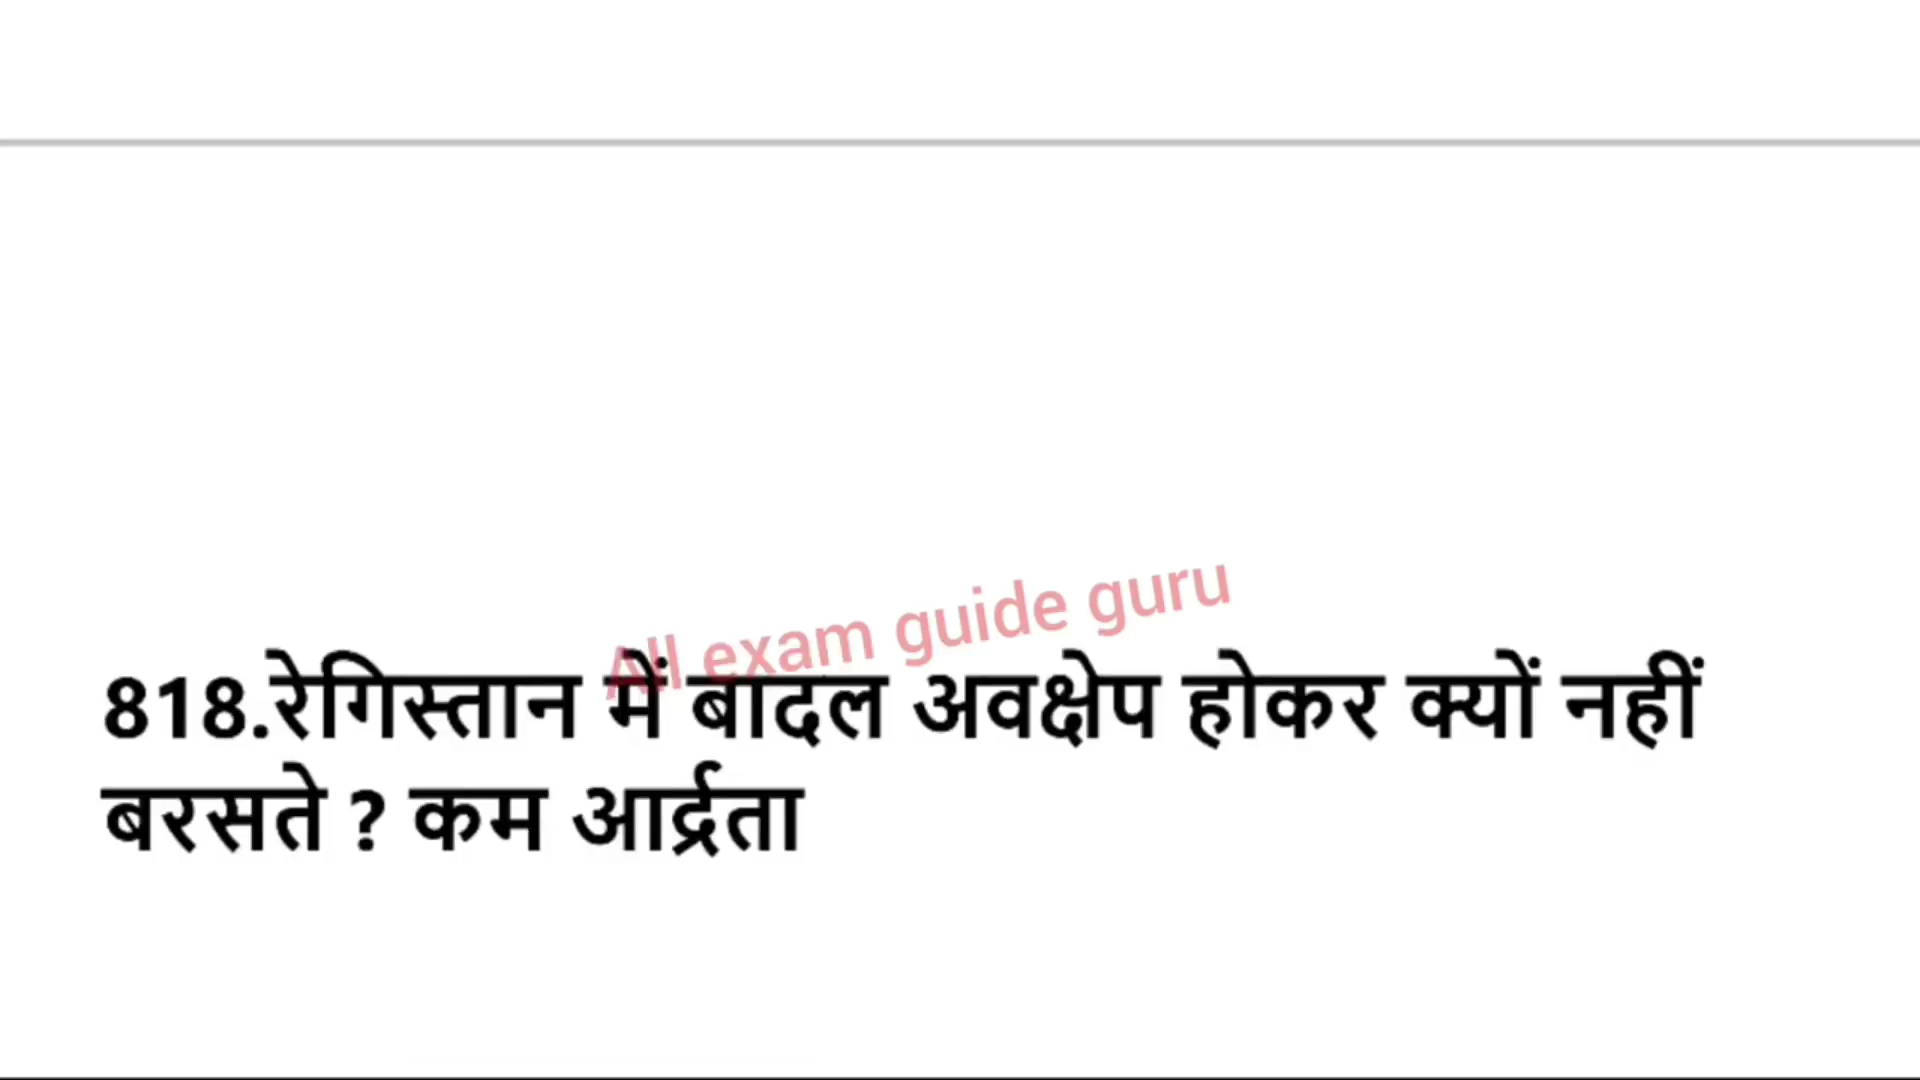 All exam guide guru
818.रेगिस्तान में बादल अवक्षेप होकर क्यों नहीं
बरसते ? कम आर्द्रता